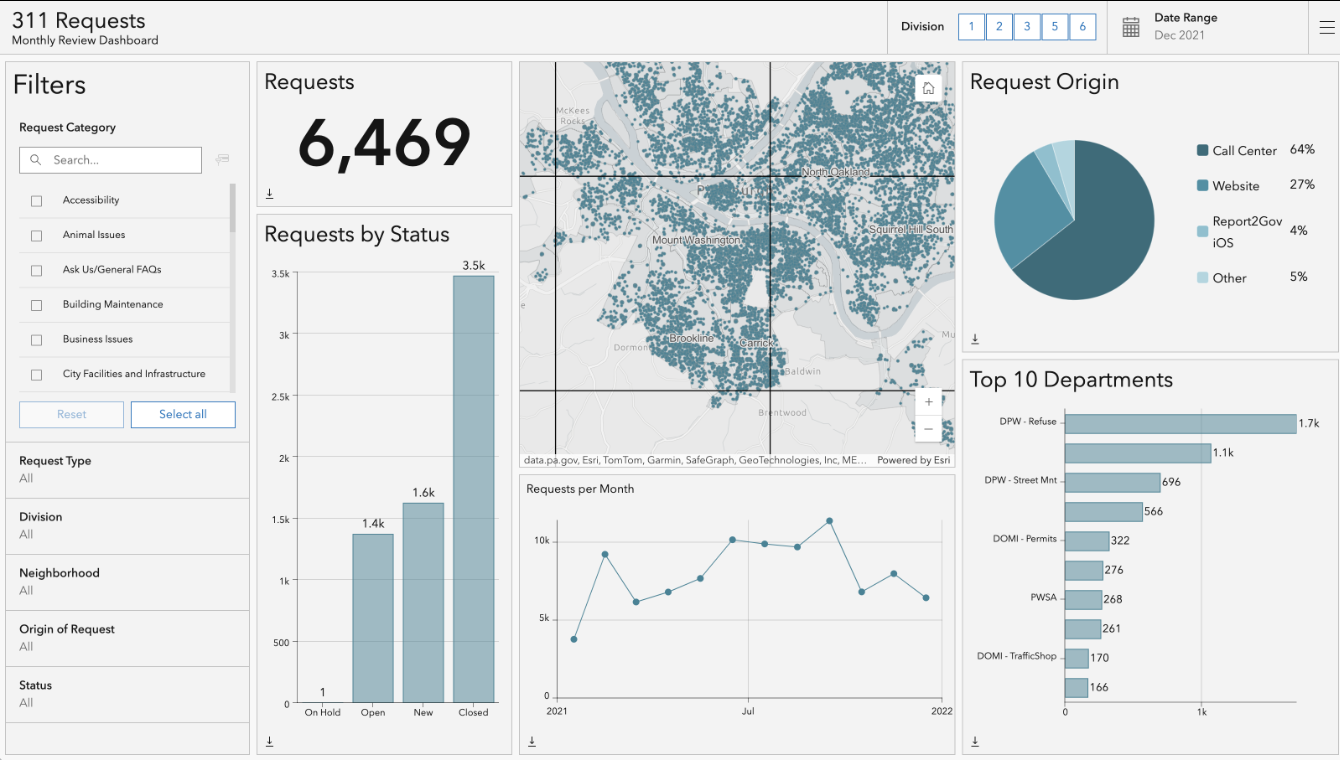 311 Requests
Monthly Review Dashboard
Division
1
2
3
5
6
Date Range
Dec 2021
Filters
Request Category
Search...
Accessibility
Animal Issues
Ask Us/General FAQs
Building Maintenance
Business Issues
City Facilities and Infrastructure
Reset
Select all
Request Type
All
Division
All
Neighborhood
All
Origin of Request
All
Status
All
Requests
6,469
Requests by Status
3.5k
3k
2.5k
2k
1.5k
1k
500
0
1
1.4k
1.6k
3.5k
On Hold
Open
New
Closed
McKees
Rocks
North Oakland
Mount Washington
Squirrel Hill South
Brookline
Carrick
Dormon
Baldwin
Brentwood
Mu
e
+
−
data.pa.gov, Esri, TomTom, Garmin, SafeGraph, GeoTechnologies, Inc, ME...
Powered by Esri
Requests per Month
10k
5k
0
2021
Jul
2022
Request Origin
Call Center 64%
Website 27%
Report2Gov
iOS 4%
Other 5%
Top 10 Departments
DPW - Refuse 1.7k
1.1k
DPW - Street Mnt 696
566
DOMI - Permits 322
276
PWSA 268
261
DOMI - TrafficShop 170
166
0
1k